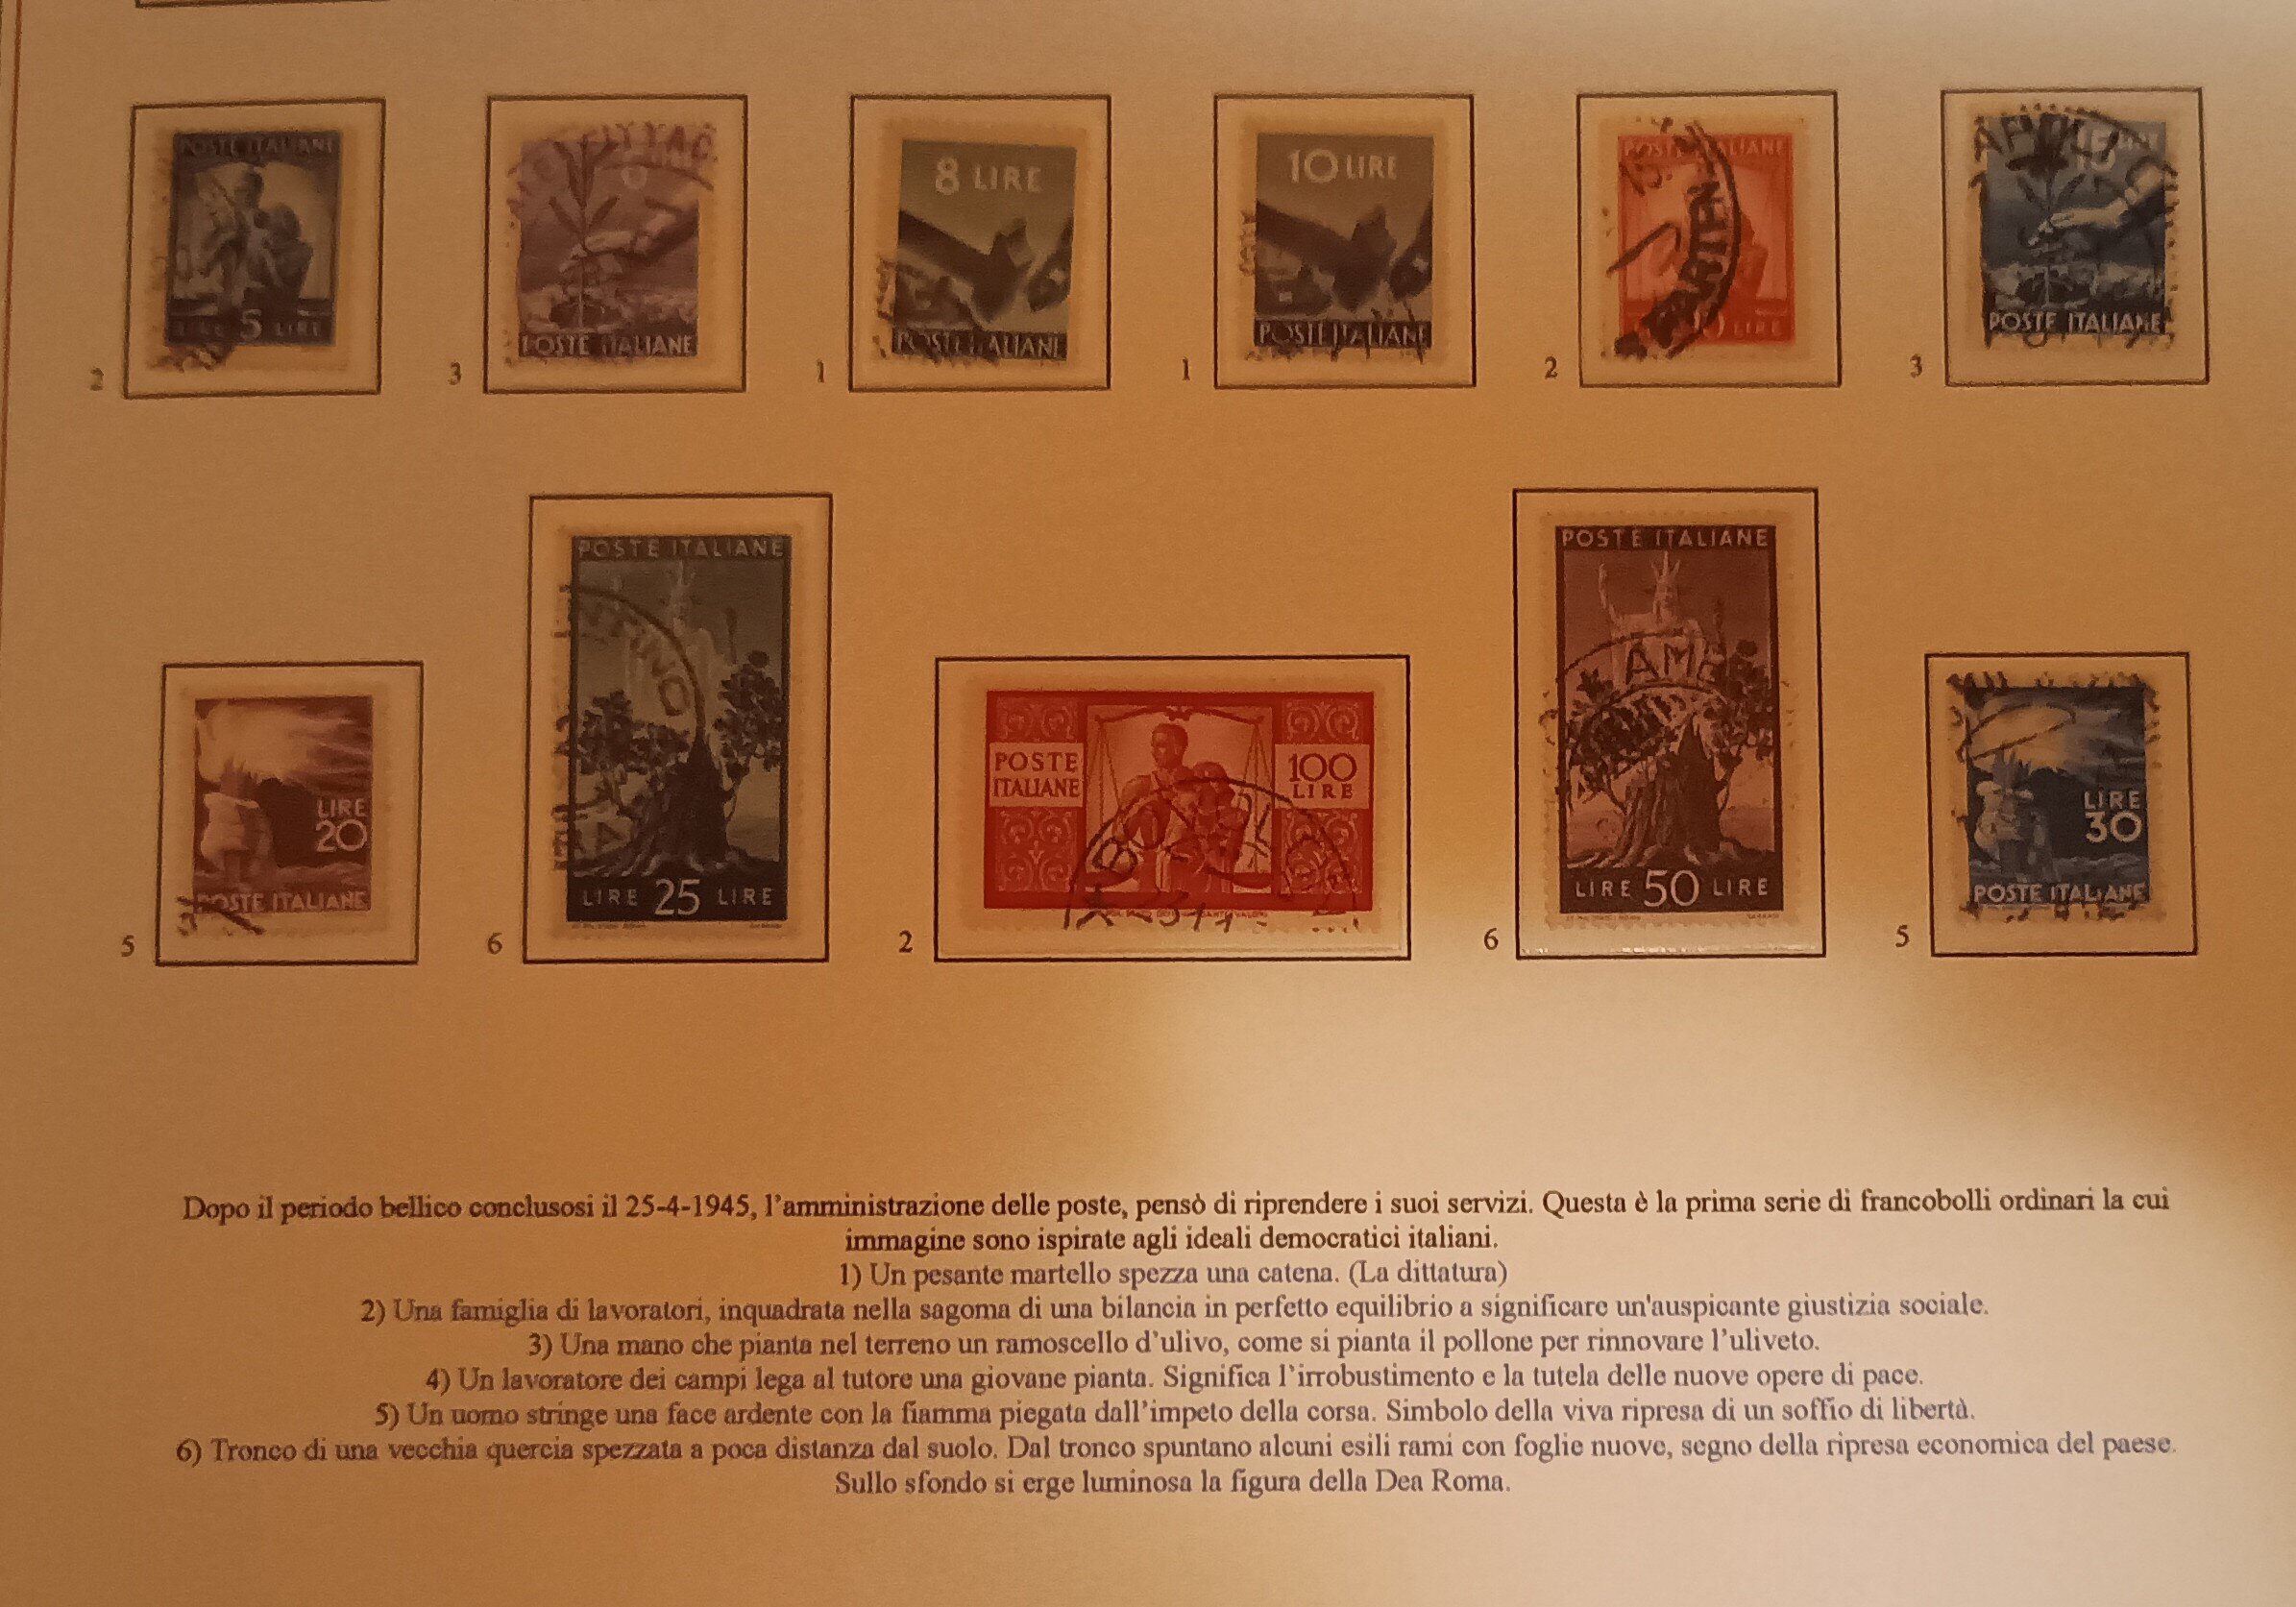 POSTE ITALIANE
LIRE 5 LIRE
2
POSTE ITALIANE
3
8 LIRE
POSTE ITALIANE
1
10 LIRE
POSTE ITALIANE
1
POSTE ITALIANE
LIRE
2
15 LIRE
POSTE ITALIANE
3
LIRE
20
POSTE ITALIANE
5
POSTE ITALIANE
LIRE 25 LIRE
6
POSTE
ITALIANE
100
LIRE
2
POSTE ITALIANE
LIRE 50 LIRE
6
LIRE
30
POSTE ITALIANE
5
Dopo il periodo bellico conclusosi il 25-4-1945, l’amministrazione delle poste, pensò di riprendere i suoi servizi. Questa è la prima serie di francobolli ordinari la cui
immagine sono ispirate agli ideali democratici italiani.
1) Un pesante martello spezza una catena. (La dittatura)
2) Una famiglia di lavoratori, inquadrata nella sagoma di una bilancia in perfetto equilibrio a significare un'auspicante giustizia sociale.
3) Una mano che pianta nel terreno un ramoscello d’ulivo, come si pianta il pollone per rinnovare l’uliveto.
4) Un lavoratore dei campi lega al tutore una giovane pianta. Significa l’irrobustimento e la tutela delle nuove opere di pace.
5) Un uomo stringe una face ardente con la fiamma piegata dall’impeto della corsa. Simbolo della viva ripresa di un soffio di libertà.
6) Tronco di una vecchia quercia spezzata a poca distanza dal suolo. Dal tronco spuntano alcuni esili rami con foglie nuove, segno della ripresa economica del paese.
Sullo sfondo si erge luminosa la figura della Dea Roma.